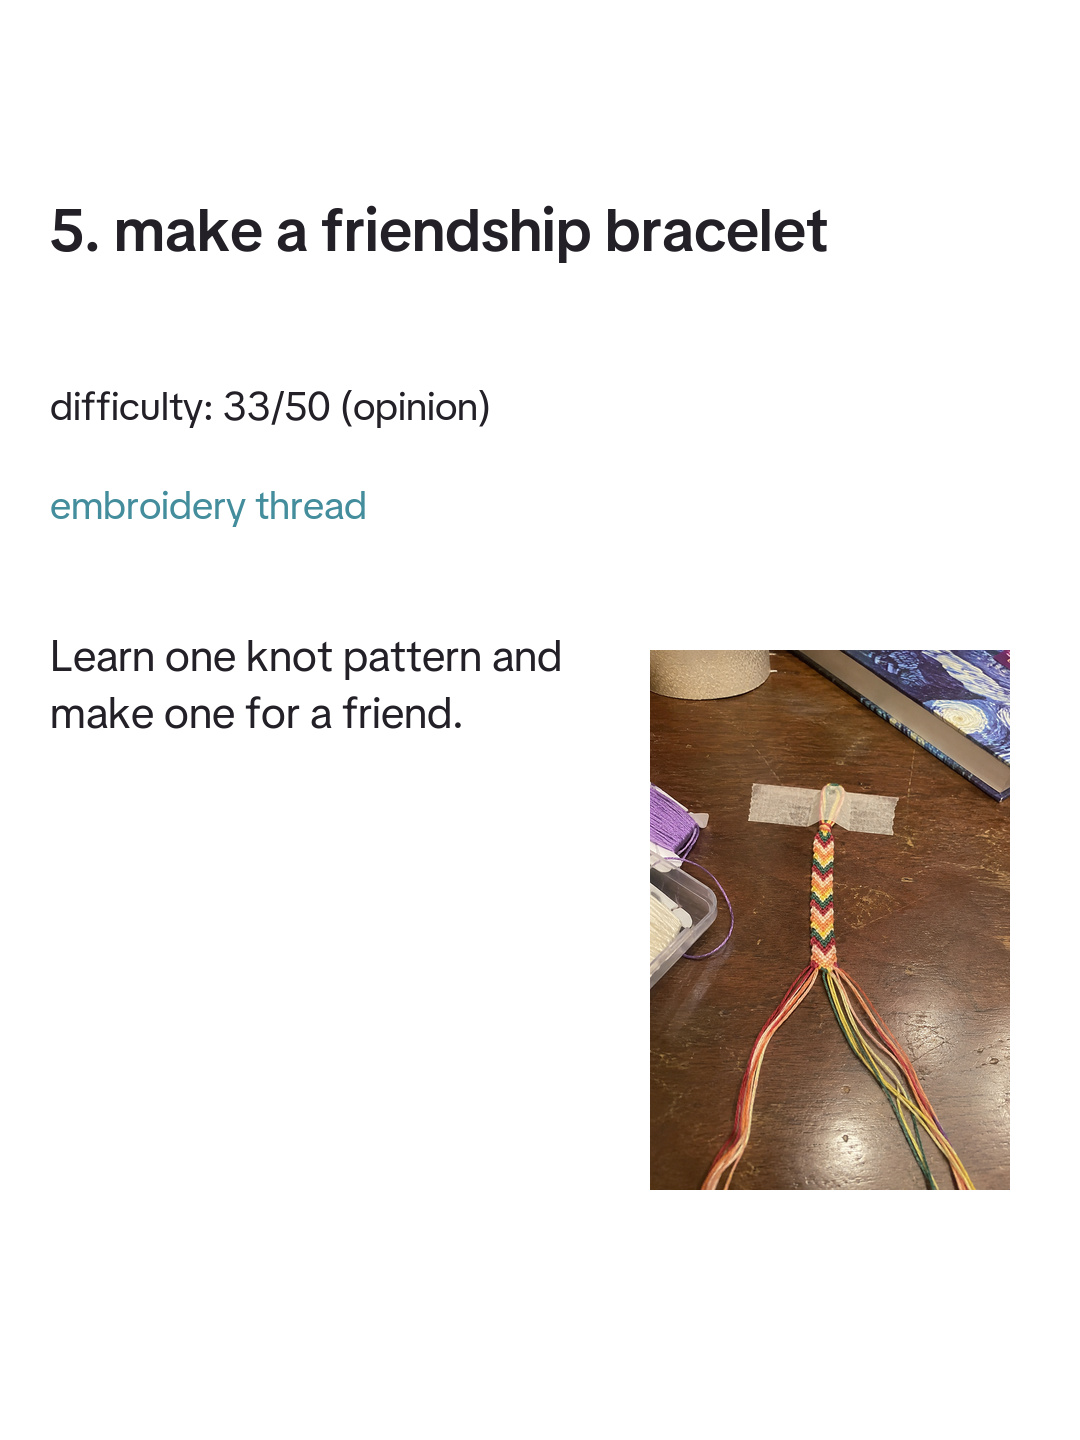 5. make a friendship bracelet
difficulty: 33/50 (opinion)
embroidery thread
Learn one knot pattern and
make one for a friend.